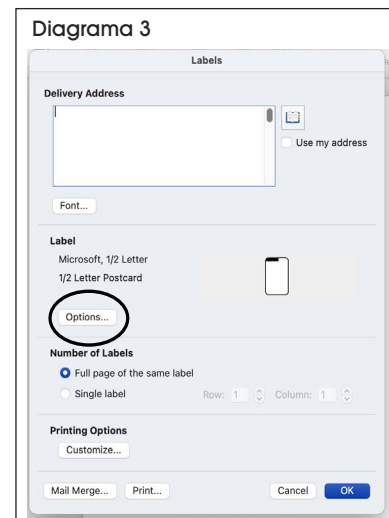 Diagrama 3
Labels
Delivery Address
Use my address
Font...
Label
Microsoft, 1/2 Letter
1/2 Letter Postcard
Options...
Number of Labels
Full page of the same label
Single label
Row: 1 Column: 1
Printing Options
Customize...
Mail Merge... Print... Cancel OK